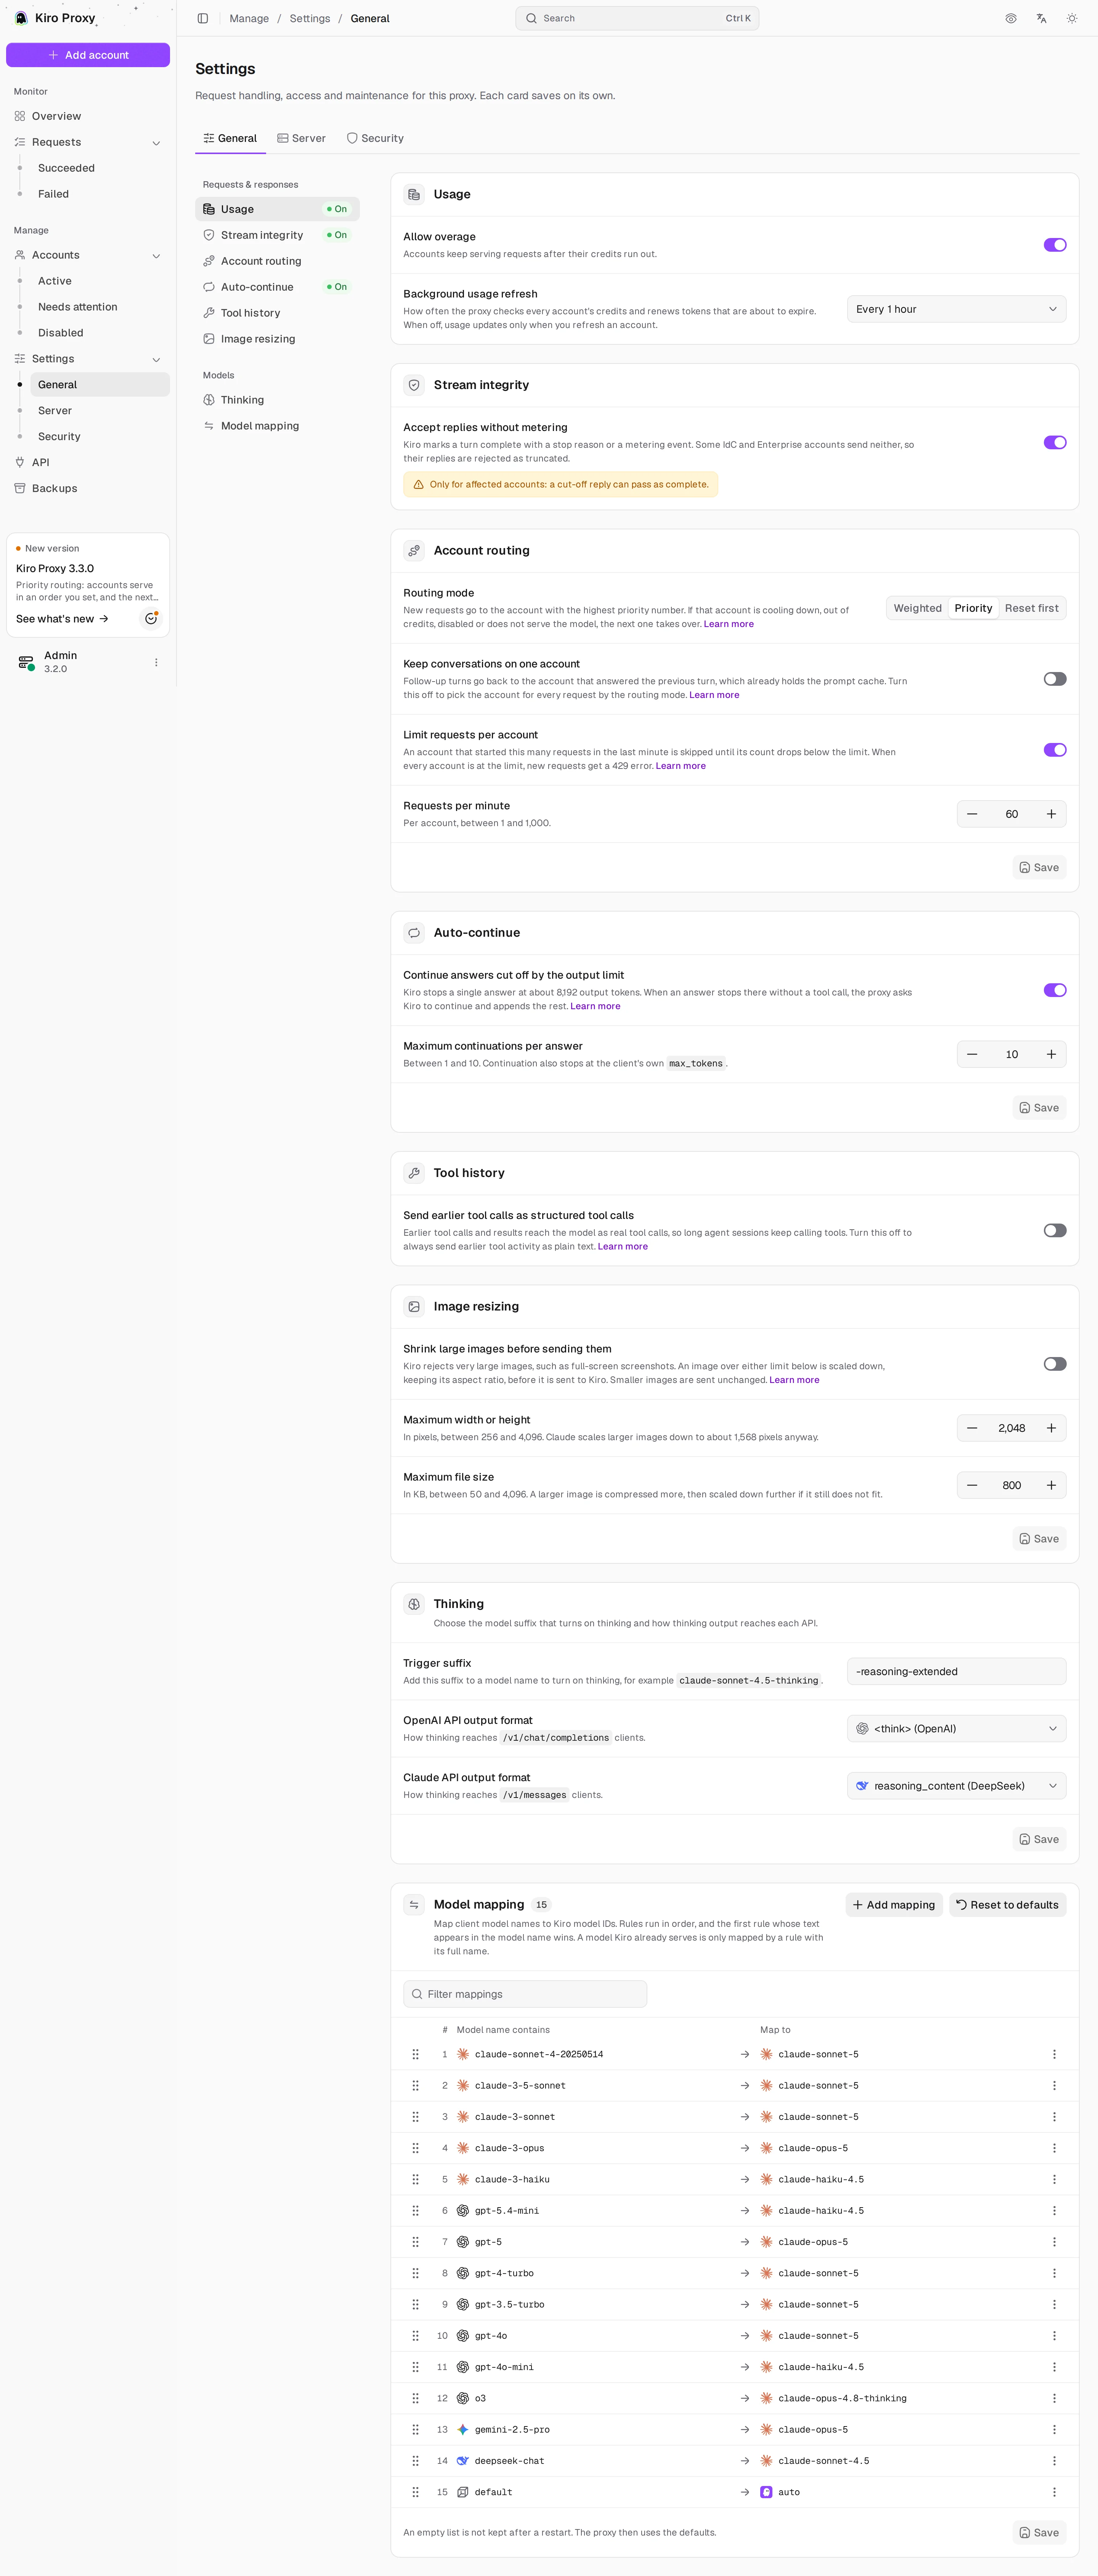 Kiro Proxy
Manage / Settings / General
Search
Ctrl K
Add account
Monitor
Overview
Requests
Succeeded
Failed
Manage
Accounts
Active
Needs attention
Disabled
Settings
General
Server
Security
API
Backups
New version
Kiro Proxy 3.3.0
Priority routing: accounts serve
in an order you set, and the next...
See what's new
Admin
3.2.0
Settings
Request handling, access and maintenance for this proxy. Each card saves on its own.
General
Server
Security
Requests & responses
Usage
On
Stream integrity
On
Account routing
Auto-continue
On
Tool history
Image resizing
Models
Thinking
Model mapping
Usage
Allow overage
Accounts keep serving requests after their credits run out.
Background usage refresh
How often the proxy checks every account's credits and renews tokens that are about to expire.
When off, usage updates only when you refresh an account.
Every 1 hour
Stream integrity
Accept replies without metering
Kiro marks a turn complete with a stop reason or a metering event. Some IdC and Enterprise accounts send neither, so
their replies are rejected as truncated.
Only for affected accounts: a cut-off reply can pass as complete.
Account routing
Routing mode
New requests go to the account with the highest priority number. If that account is cooling down, out of
credits, disabled or does not serve the model, the next one takes over. Learn more
Weighted
Priority
Reset first
Keep conversations on one account
Follow-up turns go back to the account that answered the previous turn, which already holds the prompt cache. Turn
this off to pick the account for every request by the routing mode. Learn more
Limit requests per account
An account that started this many requests in the last minute is skipped until its count drops below the limit. When
every account is at the limit, new requests get a 429 error. Learn more
Requests per minute
Per account, between 1 and 1,000.
60
Save
Auto-continue
Continue answers cut off by the output limit
Kiro stops a single answer at about 8,192 output tokens. When an answer stops there without a tool call, the proxy asks
Kiro to continue and appends the rest. Learn more
Maximum continuations per answer
Between 1 and 10. Continuation also stops at the client's own max_tokens.
10
Save
Tool history
Send earlier tool calls as structured tool calls
Earlier tool calls and results reach the model as real tool calls, so long agent sessions keep calling tools. Turn this off to
always send earlier tool activity as plain text. Learn more
Image resizing
Shrink large images before sending them
Kiro rejects very large images, such as full-screen screenshots. An image over either limit below is scaled down,
keeping its aspect ratio, before it is sent to Kiro. Smaller images are sent unchanged. Learn more
Maximum width or height
In pixels, between 256 and 4,096. Claude scales larger images down to about 1,568 pixels anyway.
2,048
Maximum file size
In KB, between 50 and 4,096. A larger image is compressed more, then scaled down further if it still does not fit.
800
Save
Thinking
Choose the model suffix that turns on thinking and how thinking output reaches each API.
Trigger suffix
Add this suffix to a model name to turn on thinking, for example claude-sonnet-4.5-thinking.
-reasoning-extended
OpenAI API output format
How thinking reaches /v1/chat/completions clients.
<think> (OpenAI)
Claude API output format
How thinking reaches /v1/messages clients.
reasoning_content (DeepSeek)
Save
Model mapping 15
Add mapping
Reset to defaults
Map client model names to Kiro model IDs. Rules run in order, and the first rule whose text
appears in the model name wins. A model Kiro already serves is only mapped by a rule with
its full name.
Filter mappings
# Model name contains Map to
1 claude-sonnet-4-20250514 → claude-sonnet-5
2 claude-3-5-sonnet → claude-sonnet-5
3 claude-3-sonnet → claude-sonnet-5
4 claude-3-opus → claude-opus-5
5 claude-3-haiku → claude-haiku-4.5
6 gpt-5.4-mini → claude-haiku-4.5
7 gpt-5 → claude-opus-5
8 gpt-4-turbo → claude-sonnet-5
9 gpt-3.5-turbo → claude-sonnet-5
10 gpt-4o → claude-sonnet-5
11 gpt-4o-mini → claude-haiku-4.5
12 o3 → claude-opus-4.8-thinking
13 gemini-2.5-pro → claude-opus-5
14 deepseek-chat → claude-sonnet-4.5
15 default → auto
An empty list is not kept after a restart. The proxy then uses the defaults.
Save